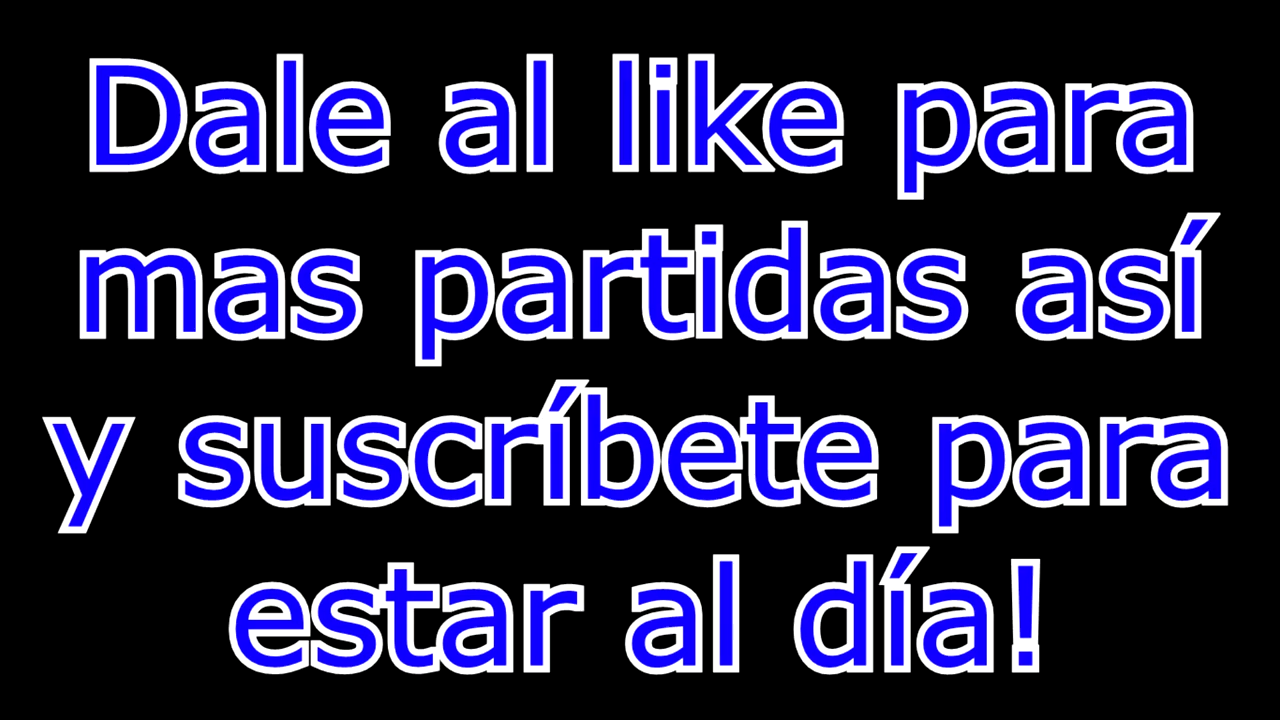 Dale al like para
mas partidas así
y suscríbete para
estar al día!